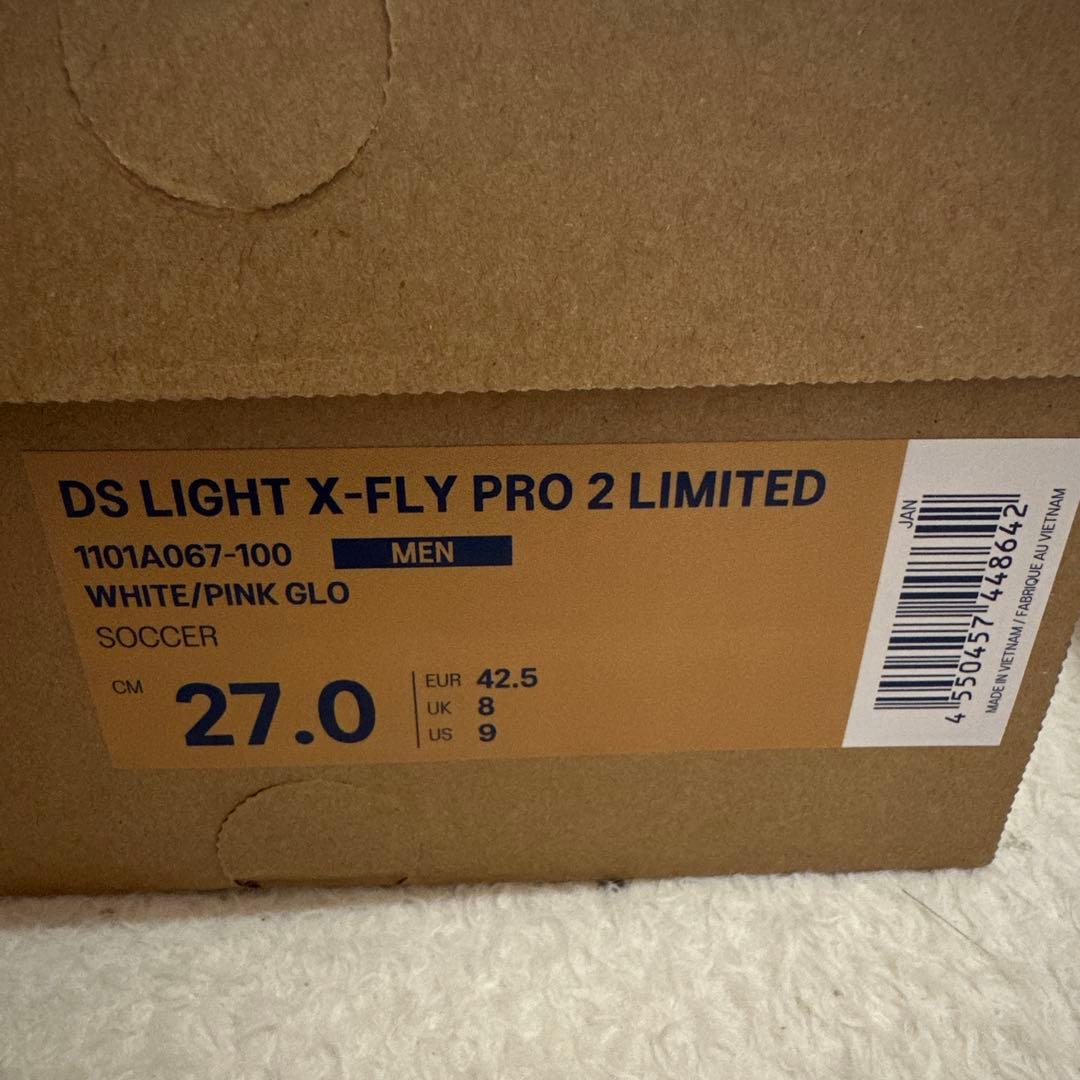 DS LIGHT X-FLY PRO 2 LIMITED
1101A067-100 MEN
WHITE/PINK GLO
SOCCER
CM 27.0
EUR 42.5
UK 8
US 9
JAN
4 550457 448642
MADE IN VIETNAM / FABRIQUE AU VIETNAM